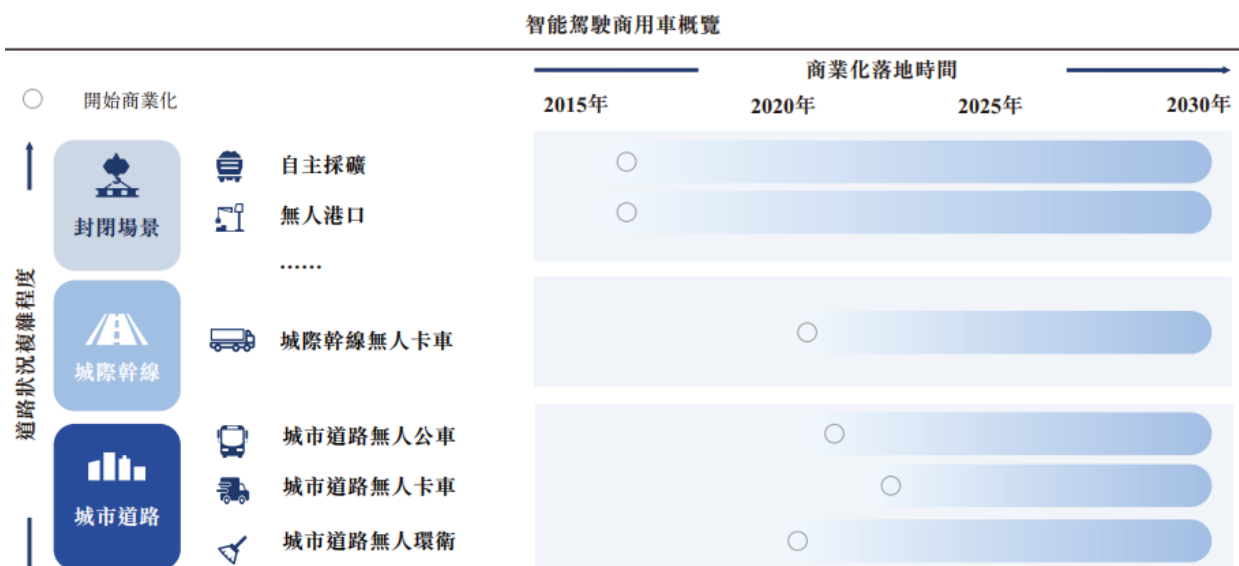 智能駕駛商用車概覽
商業化落地時間
開始商業化
2015年 2020年 2025年 2030年
道路狀況複雜程度
封閉場景
自主採礦
無人港口
……
城際幹線
城際幹線無人卡車
城市道路
城市道路無人公車
城市道路無人卡車
城市道路無人環衛